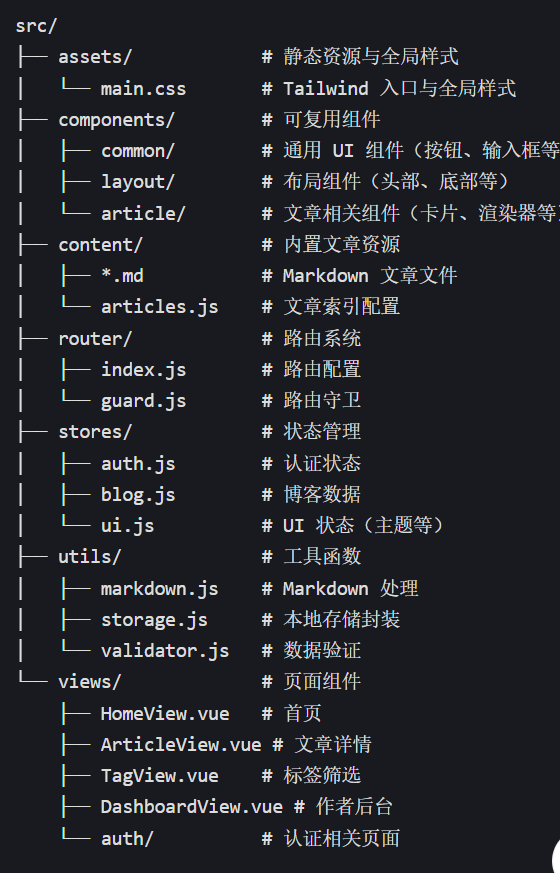 src/
├── assets/ # 静态资源与全局样式
│ └── main.css # Tailwind 入口与全局样式
├── components/ # 可复用组件
│ ├── common/ # 通用 UI 组件（按钮、输入框等
│ ├── layout/ # 布局组件（头部、底部等）
│ └── article/ # 文章相关组件（卡片、渲染器等）
├── content/ # 内置文章资源
│ ├── *.md # Markdown 文章文件
│ └── articles.js # 文章索引配置
├── router/ # 路由系统
│ ├── index.js # 路由配置
│ └── guard.js # 路由守卫
├── stores/ # 状态管理
│ ├── auth.js # 认证状态
│ ├── blog.js # 博客数据
│ └── ui.js # UI 状态（主题等）
├── utils/ # 工具函数
│ ├── markdown.js # Markdown 处理
│ ├── storage.js # 本地存储封装
│ └── validator.js # 数据验证
└── views/ # 页面组件
    ├── HomeView.vue # 首页
    ├── ArticleView.vue # 文章详情
    ├── TagView.vue # 标签筛选
    ├── DashboardView.vue # 作者后台
    └── auth/ # 认证相关页面